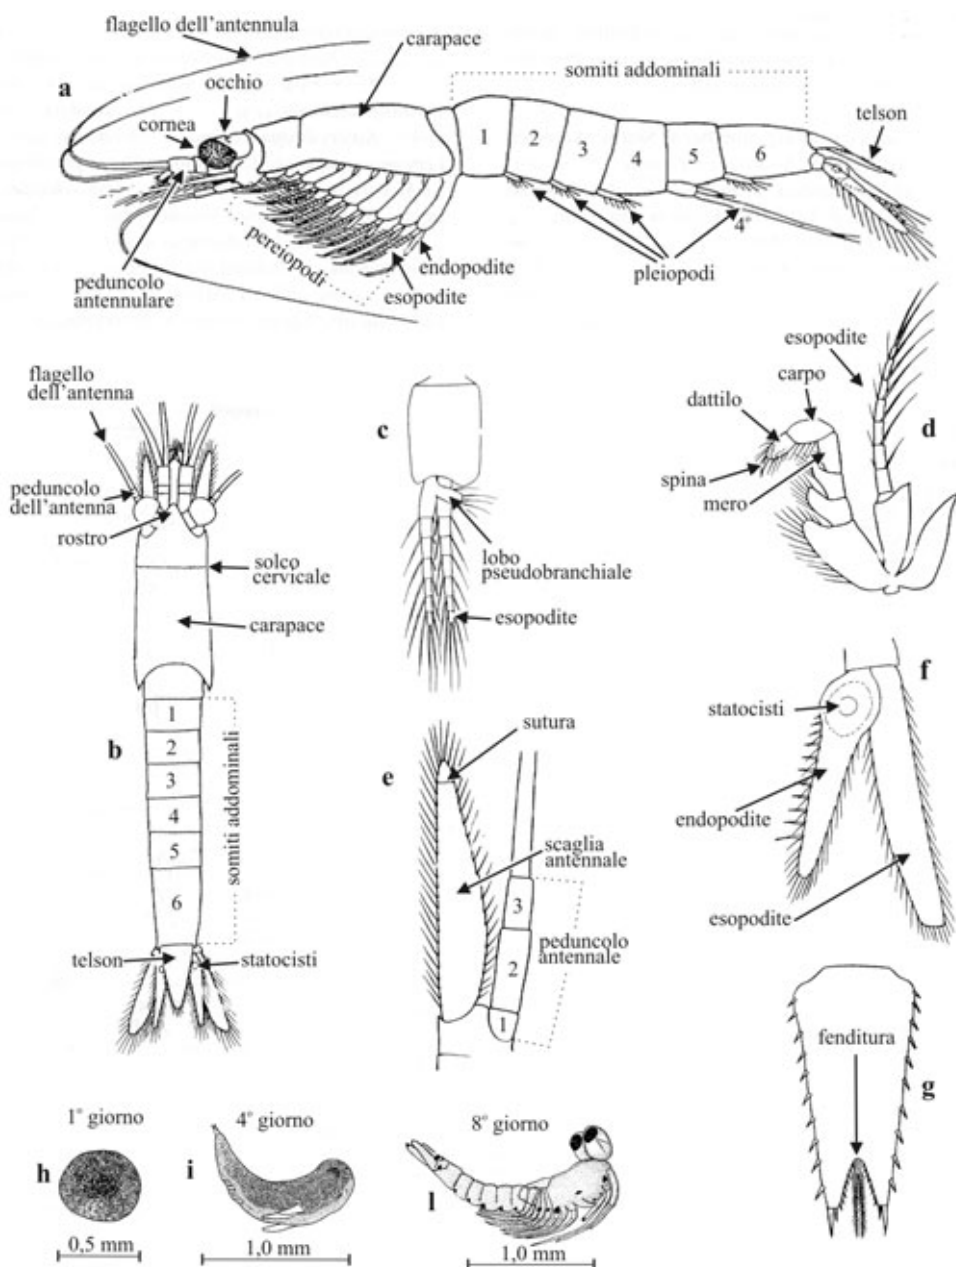 flagello dell'antennula
carapace
somiti addominali
a
occhio
telson
cornea
1
2
3
4
5
6
4°
pereiopodi
endopodite
pleiopodi
peduncolo
antennulare
esopodite
esopodite
flagello
dell'antenna
carpo
c
dattilo
d
spina
peduncolo
dell'antenna
mero
rostro
solco
cervicale
lobo
pseudobranchiale
carapace
esopodite
f
statocisti
sutura
1
b
2
e
3
somiti addominali
4
endopodite
5
scaglia
antennale
6
3
esopodite
peduncolo
antennale
telson
statocisti
2
1
fenditura
g
1° giorno
4° giorno
8° giorno
h
i
l
0,5 mm
1,0 mm
1,0 mm